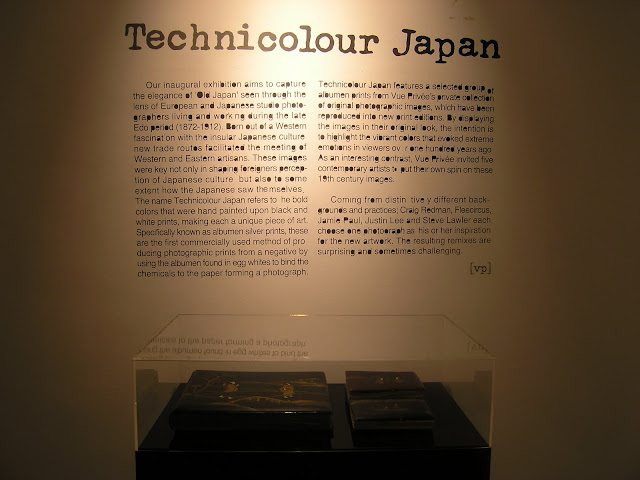 Technicolour Japan
Our inaugural exhibition aims to capture
the elegance of 'Old Japan' seen through the
lens of European and Japanese studio photo-
graphers living and working during the late
Edo period (1872-1912). Born out of a Western
fascination with the insular Japanese culture
new trade routes facilitated the meeting of
Western and Eastern artisans. These images
were key not only in shaping foreigners percep-
tion of Japanese culture but also to some
extent how the Japanese saw themselves.
The name Technicolour Japan refers to he bold
colors that were hand painted upon black and
white prints, making each a unique piece of art.
Specifically known as albumen silver prints, these
are the first commercially used method of pro
ducing photographic prints from a negative by
using the albumen found in egg whites to bind the
chemicals to the paper forming a photograph.
Technicolour Japan features a selected group of
albumen prints from Vue Privée's private collection
of original photographic images, which have been
reproduced into new print editions. By displaying
the images in their original look, the intention is
to highlight the vibrant colors that evoked extreme
emotions in viewers ov r one hundred years ago
As an interesting contrast, Vue Privée invited five
contemporary artists to put their own spin on these
19th century images.
Coming from distin tive y different back-
grounds and practices; Craig Redman, Fleecircus,
Jamie Paul, Justin Lee and Steve Lawler each
choose one photograph as his or her inspiration
for the new artwork. The resulting remixes are
surprising and sometimes challenging.
[vp]